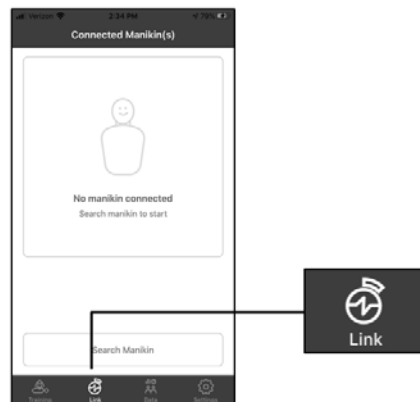 Verizon 2:34 PM 78%
Connected Manikin(s)
No manikin connected
Search manikin to start
Search Manikin
Training Link Data Settings
Link